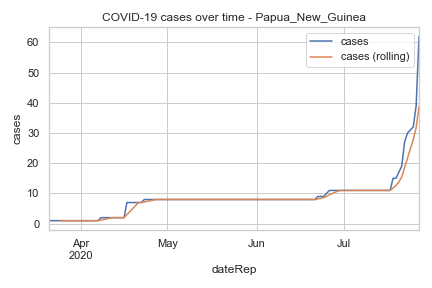 COVID-19 cases over time - Papua_New_Guinea
cases
cases (rolling)
60
50
40
30
20
10
0
cases
Apr
2020
May
Jun
Jul
dateRep